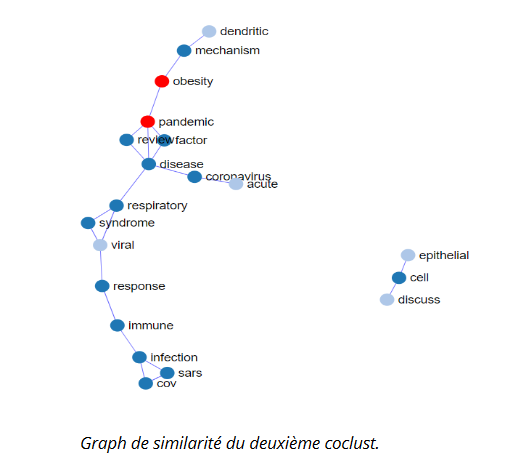 dendritic
mechanism
obesity
pandemic
review factor
disease
coronavirus
acute
respiratory
syndrome
viral
epithelial
cell
response
discuss
immune
infection
sars
cov
Graph de similarité du deuxième coclust.